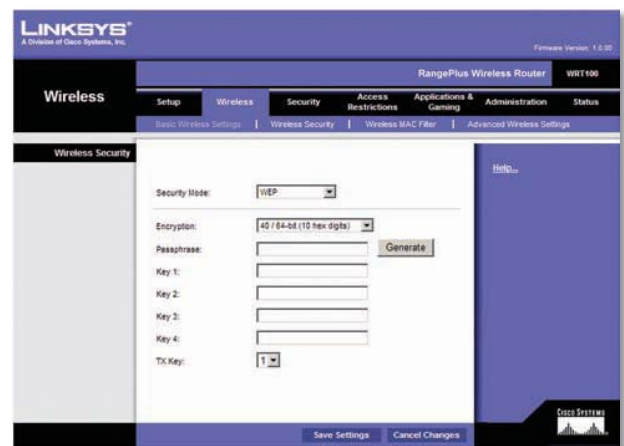 LINKSYS®
A Division of Cisco Systems, Inc.
Firmware Version: 1.0.00
RangePlus Wireless Router WRT100
Wireless
Setup Wireless Security Access Restrictions Applications & Gaming Administration Status
Basic Wireless Settings | Wireless Security | Wireless MAC Filter | Advanced Wireless Settings
Wireless Security
Help...
Security Mode: WEP
Encryption: 40 / 64-bit (10 hex digits)
Passphrase: Generate
Key 1:
Key 2:
Key 3:
Key 4:
TX Key: 1
Save Settings Cancel Changes
CISCO SYSTEMS